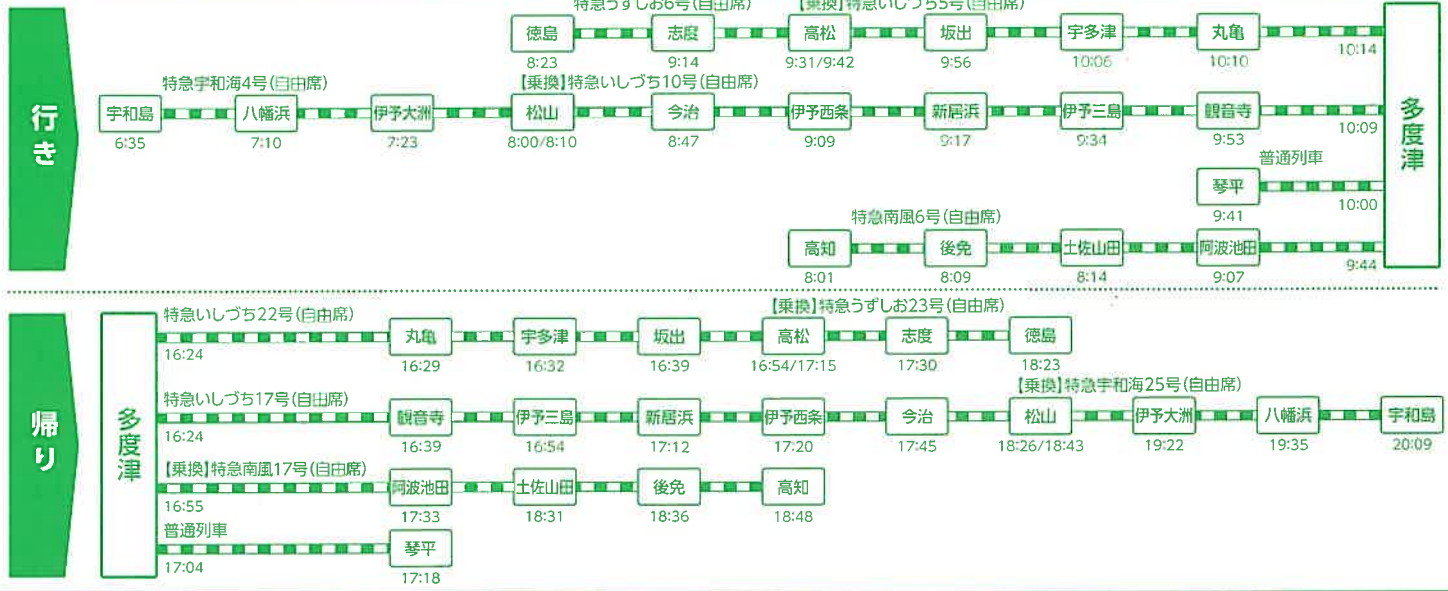 行き
特急うずしお6号(自由席) 【乗換】特急いしづち5号(自由席)
徳島 志度 高松 坂出 宇多津 丸亀
8:23 9:14 9:31/9:42 9:56 10:06 10:10 10:14
特急宇和海4号(自由席) 【乗換】特急いしづち10号(自由席)
宇和島 八幡浜 伊予大洲 松山 今治 伊予西条 新居浜 伊予三島 観音寺
6:35 7:10 7:23 8:00/8:10 8:47 9:09 9:17 9:34 9:53 10:09
普通列車
琴平
9:41 10:00
特急南風6号(自由席)
高知 後免 土佐山田 阿波池田
8:01 8:09 8:14 9:07 9:44
多度津
帰り
多度津
特急いしづち22号(自由席) 【乗換】特急うずしお23号(自由席)
丸亀 宇多津 坂出 高松 志度 徳島
16:24 16:29 16:32 16:39 16:54/17:15 17:30 18:23
特急いしづち17号(自由席) 【乗換】特急宇和海25号(自由席)
観音寺 伊予三島 新居浜 伊予西条 今治 松山 伊予大洲 八幡浜 宇和島
16:24 16:39 16:54 17:12 17:20 17:45 18:26/18:43 19:22 19:35 20:09
【乗換】特急南風17号(自由席)
阿波池田 土佐山田 後免 高知
16:55 17:33 18:31 18:36 18:48
普通列車
琴平
17:04 17:18